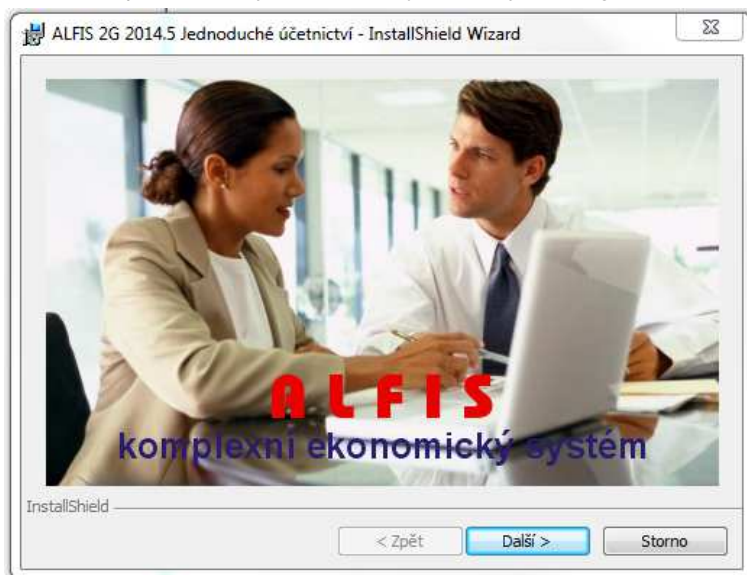 ALFIS 2G 2014.5 Jednoduché účetnictví - InstallShield Wizard
ALFIS
komplexní ekonomický systém
InstallShield
< Zpět
Další >
Storno